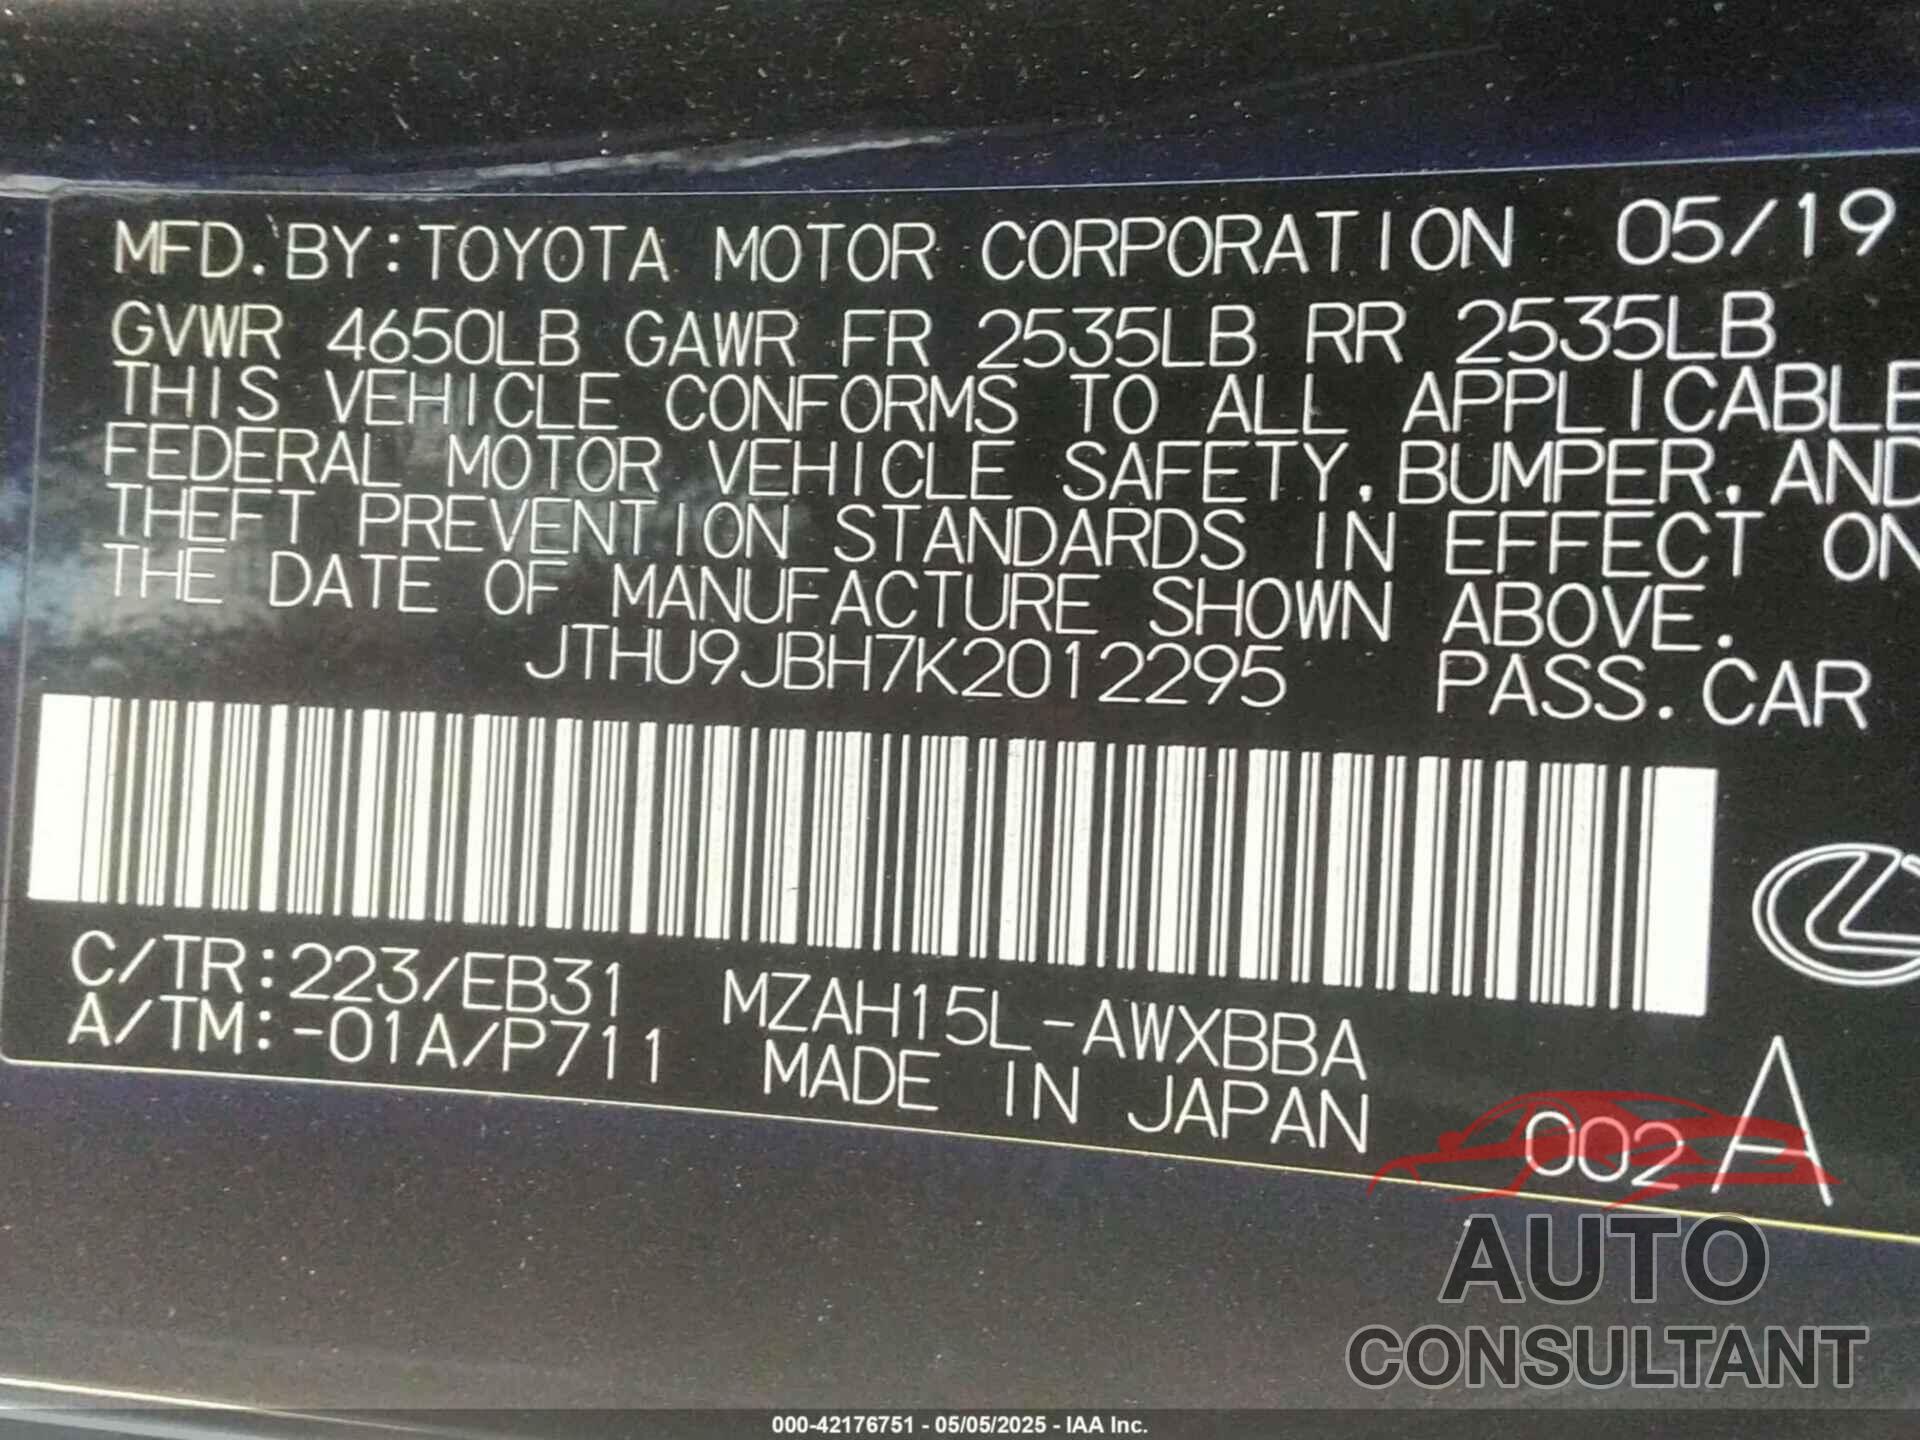 MFD. BY: TOYOTA MOTOR CORPORATION 05/19
GVWR 4650LB GAWR FR 2535LB RR 2535LB
THIS VEHICLE CONFORMS TO ALL APPLICABLE
FEDERAL MOTOR VEHICLE SAFETY, BUMPER, AND
THEFT PREVENTION STANDARDS IN EFFECT ON
THE DATE OF MANUFACTURE SHOWN ABOVE.
JTHU9JBH7K2012295 PASS. CAR
C/TR: 223/EB31 MZAH15L-AWXBBA
A/TM: -01A/P711 MADE IN JAPAN
002 A
AUTO
CONSULTANT
000-42176751 - 05/05/2025 - IAA Inc.